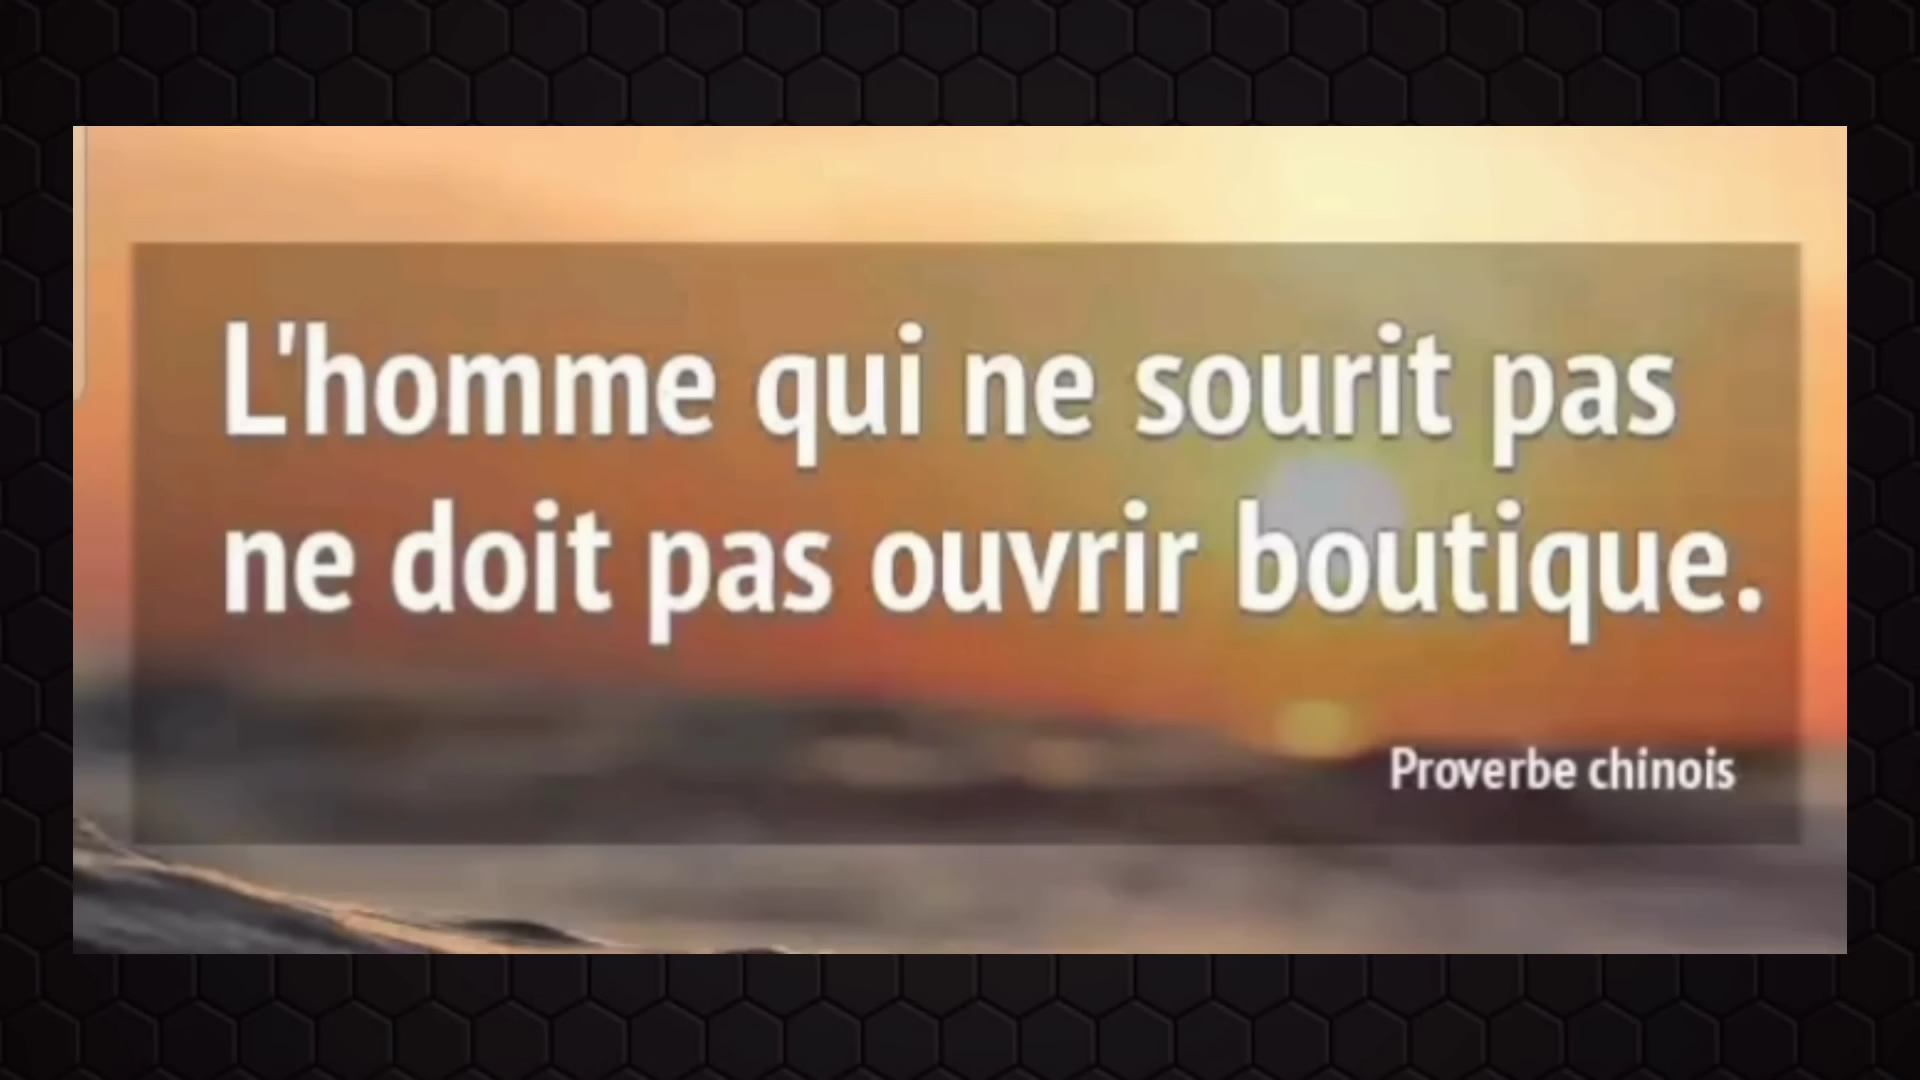 L'homme qui ne sourit pas
ne doit pas ouvrir boutique.
Proverbe chinois